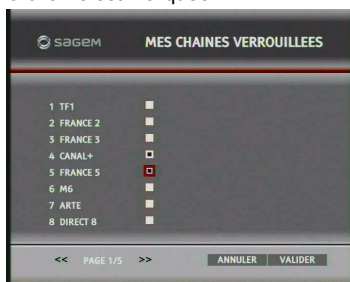 SAGEM MES CHAINES VERROUILLEES
1 TF1
2 FRANCE 2
3 FRANCE 3
4 CANAL+
5 FRANCE 5
6 M6
7 ARTE
8 DIRECT 8
<< PAGE 1/5 >> ANNULER VALIDER